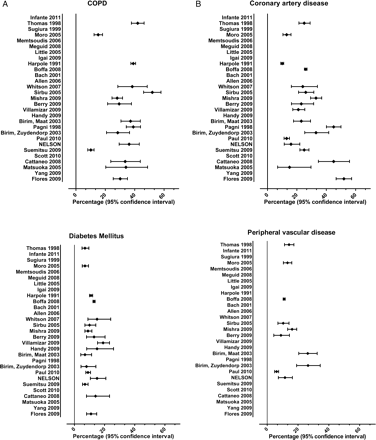 A
COPD
Infante 2011
Thomas 1998
Sugiura 1999
Moro 2005
Memtsoudis 2006
Meguid 2008
Little 2005
Igai 2009
Harpole 1991
Boffa 2008
Bach 2001
Allen 2006
Whitson 2007
Sirbu 2005
Mishra 2009
Berry 2009
Villamizar 2009
Handy 2009
Birim, Maat 2003
Pagni 1998
Birim, Zuydendorp 2003
Paul 2010
NELSON
Suemitsu 2009
Scott 2010
Cattaneo 2008
Matsuoka 2005
Yang 2009
Flores 2009
0 20 40 60 80 100
Percentage (95% confidence interval)
B
Coronary artery disease
Infante 2011
Thomas 1998
Sugiura 1999
Moro 2005
Memtsoudis 2006
Meguid 2008
Little 2005
Igai 2009
Harpole 1991
Boffa 2008
Bach 2001
Allen 2006
Whitson 2007
Sirbu 2005
Mishra 2009
Berry 2009
Villamizar 2009
Handy 2009
Birim, Maat 2003
Pagni 1998
Birim, Zuydendorp 2003
Paul 2010
NELSON
Suemitsu 2009
Scott 2010
Cattaneo 2008
Matsuoka 2005
Yang 2009
Flores 2009
0 20 40 60 80 100
Percentage (95% confidence interval)
Diabetes Mellitus
Thomas 1998
Infante 2011
Sugiura 1999
Moro 2005
Memtsoudis 2006
Meguid 2008
Little 2005
Igai 2009
Harpole 1991
Boffa 2008
Bach 2001
Allen 2006
Whitson 2007
Sirbu 2005
Mishra 2009
Berry 2009
Villamizar 2009
Handy 2009
Birim, Maat 2003
Pagni 1998
Birim, Zuydendorp 2003
Paul 2010
NELSON
Suemitsu 2009
Scott 2010
Cattaneo 2008
Matsuoka 2005
Yang 2009
Flores 2009
0 20 40 60 80 100
Percentage (95% confidence interval)
Peripheral vascular disease
Thomas 1998
Infante 2011
Sugiura 1999
Moro 2005
Memtsoudis 2006
Meguid 2008
Little 2005
Igai 2009
Harpole 1991
Boffa 2008
Bach 2001
Allen 2006
Whitson 2007
Sirbu 2005
Mishra 2009
Berry 2009
Villamizar 2009
Handy 2009
Birim, Maat 2003
Pagni 1998
Birim, Zuydendorp 2003
Paul 2010
NELSON
Suemitsu 2009
Scott 2010
Cattaneo 2008
Matsuoka 2005
Yang 2009
Flores 2009
0 20 40 60 80 100
Percentage (95% confidence interval)